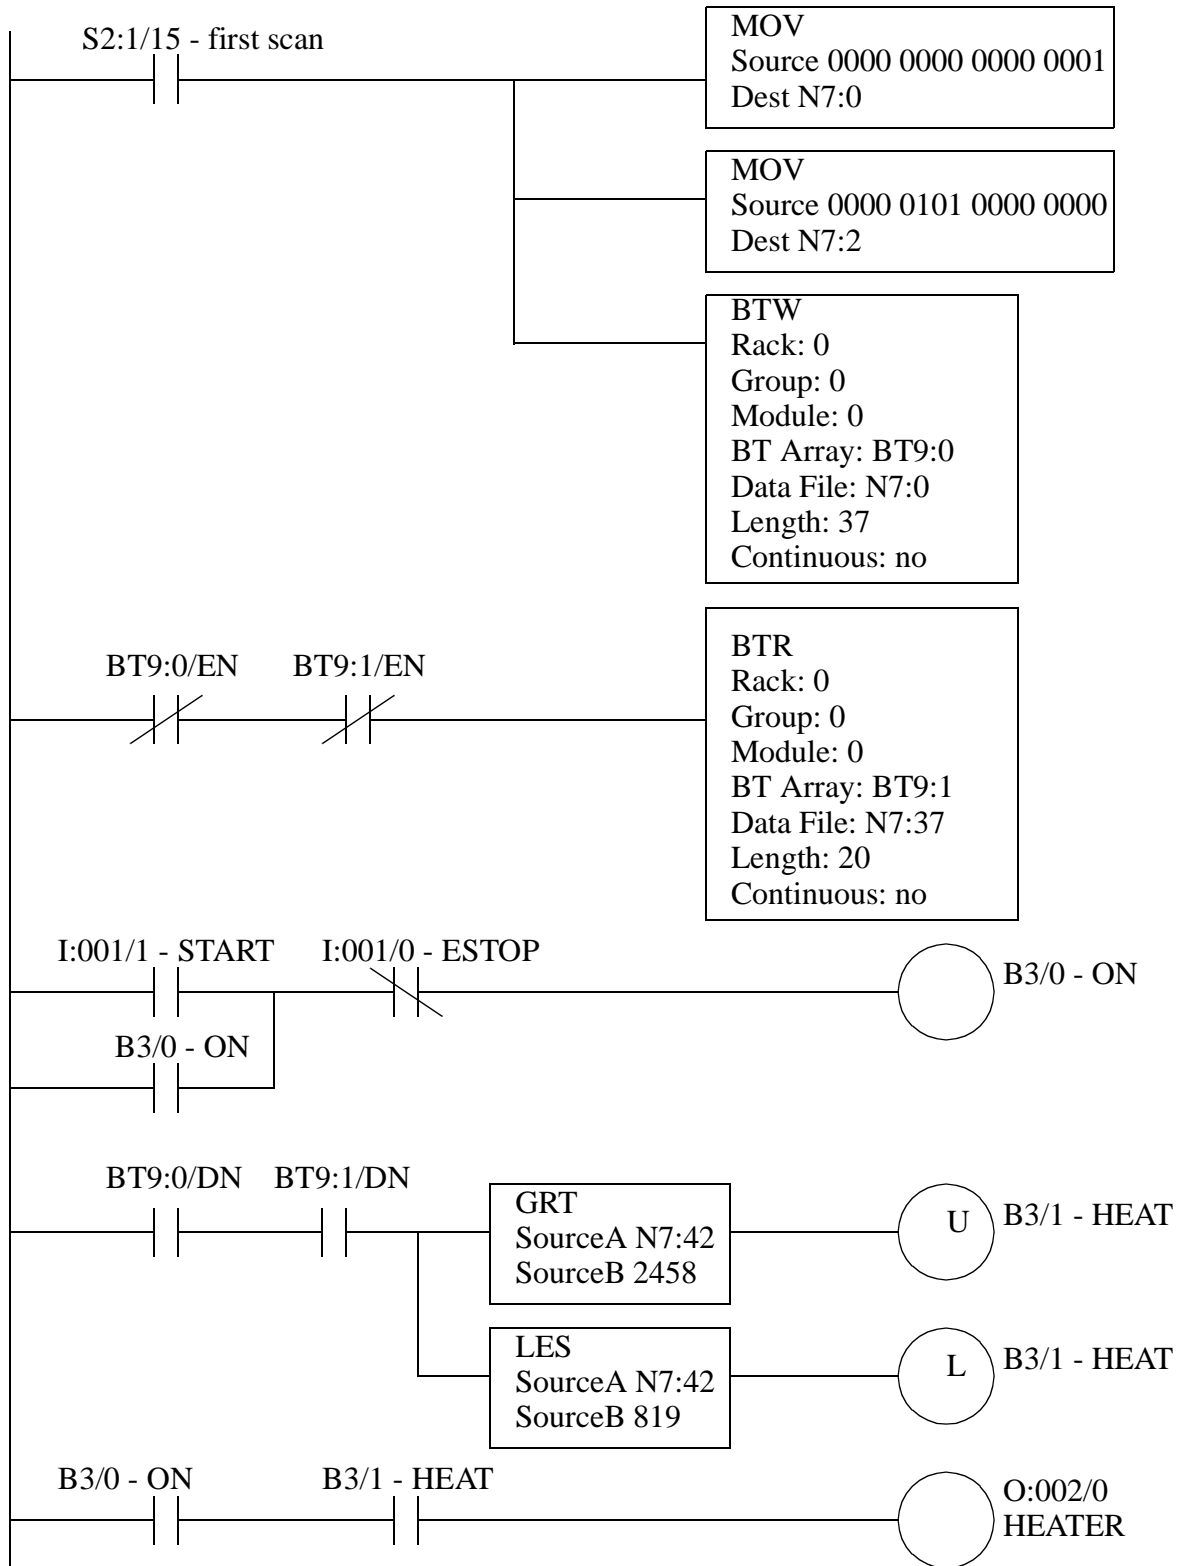 S2:1/15 - first scan
MOV
Source 0000 0000 0000 0001
Dest N7:0
MOV
Source 0000 0101 0000 0000
Dest N7:2
BTW
Rack: 0
Group: 0
Module: 0
BT Array: BT9:0
Data File: N7:0
Length: 37
Continuous: no
BT9:0/EN
BT9:1/EN
BTR
Rack: 0
Group: 0
Module: 0
BT Array: BT9:1
Data File: N7:37
Length: 20
Continuous: no
I:001/1 - START
I:001/0 - ESTOP
B3/0 - ON
B3/0 - ON
BT9:0/DN
BT9:1/DN
GRT
SourceA N7:42
SourceB 2458
U
B3/1 - HEAT
LES
SourceA N7:42
SourceB 819
L
B3/1 - HEAT
B3/0 - ON
B3/1 - HEAT
O:002/0
HEATER